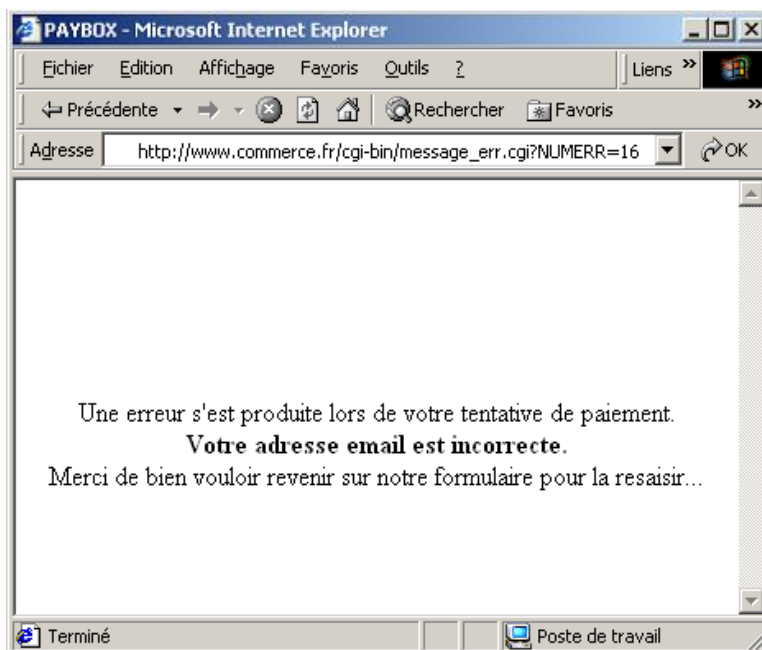 PAYBOX - Microsoft Internet Explorer
Fichier Edition Affichage Favoris Outils ? Liens »
Précédente Rechercher Favoris »
Adresse http://www.commerce.fr/cgi-bin/message_err.cgi?NUMERR=16 OK
Une erreur s'est produite lors de votre tentative de paiement.
Votre adresse email est incorrecte.
Merci de bien vouloir revenir sur notre formulaire pour la resaisir...
Terminé Poste de travail